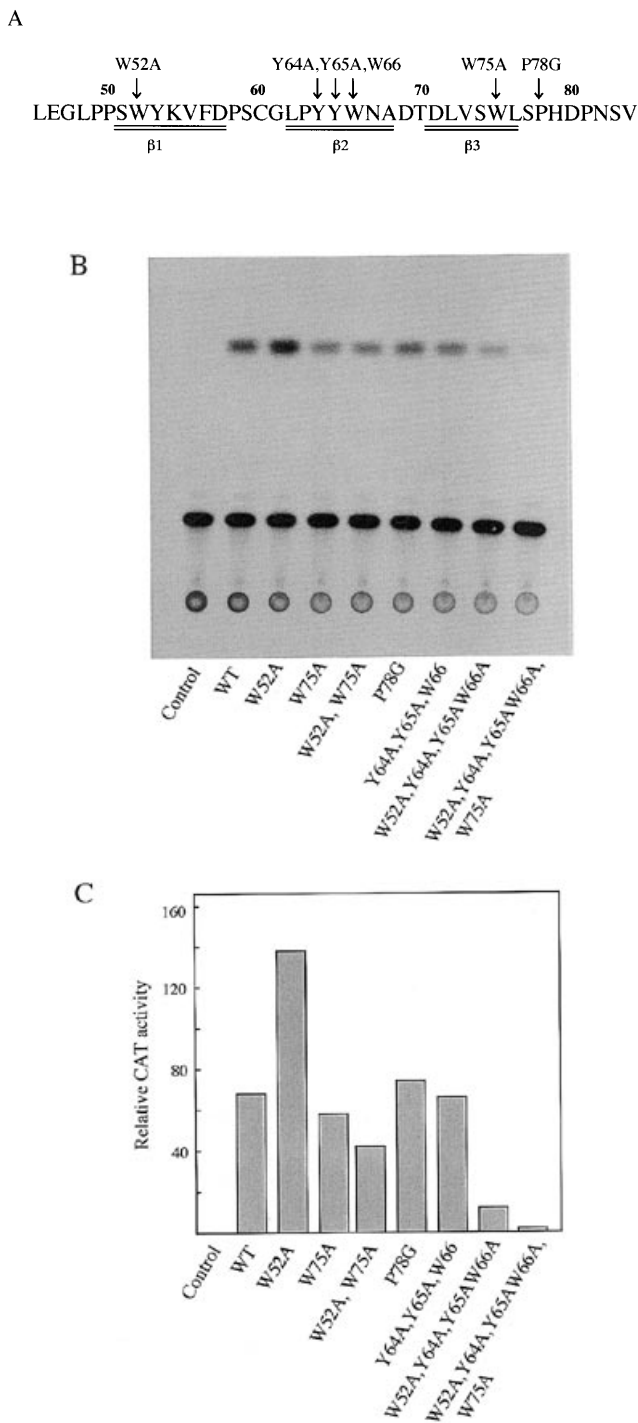 A
W52A Y64A,Y65A,W66 W75A P78G
50 60 70 80
LEGLPPSWYKVFDPSCGLPYYWNADTDLVSWLSPHDPNSV
β1 β2 β3
B
Control
WT
W52A
W75A
W52A, W75A
P78G
Y64A,Y65A,W66
W52A,Y64A,Y65AW66A
W52A,Y64A,Y65AW66A,
W75A
C
160
120
80
40
Relative CAT activity
Control
WT
W52A
W75A
W52A, W75A
P78G
Y64A,Y65A,W66
W52A,Y64A,Y65AW66A
W52A,Y64A,Y65AW66A,
W75A